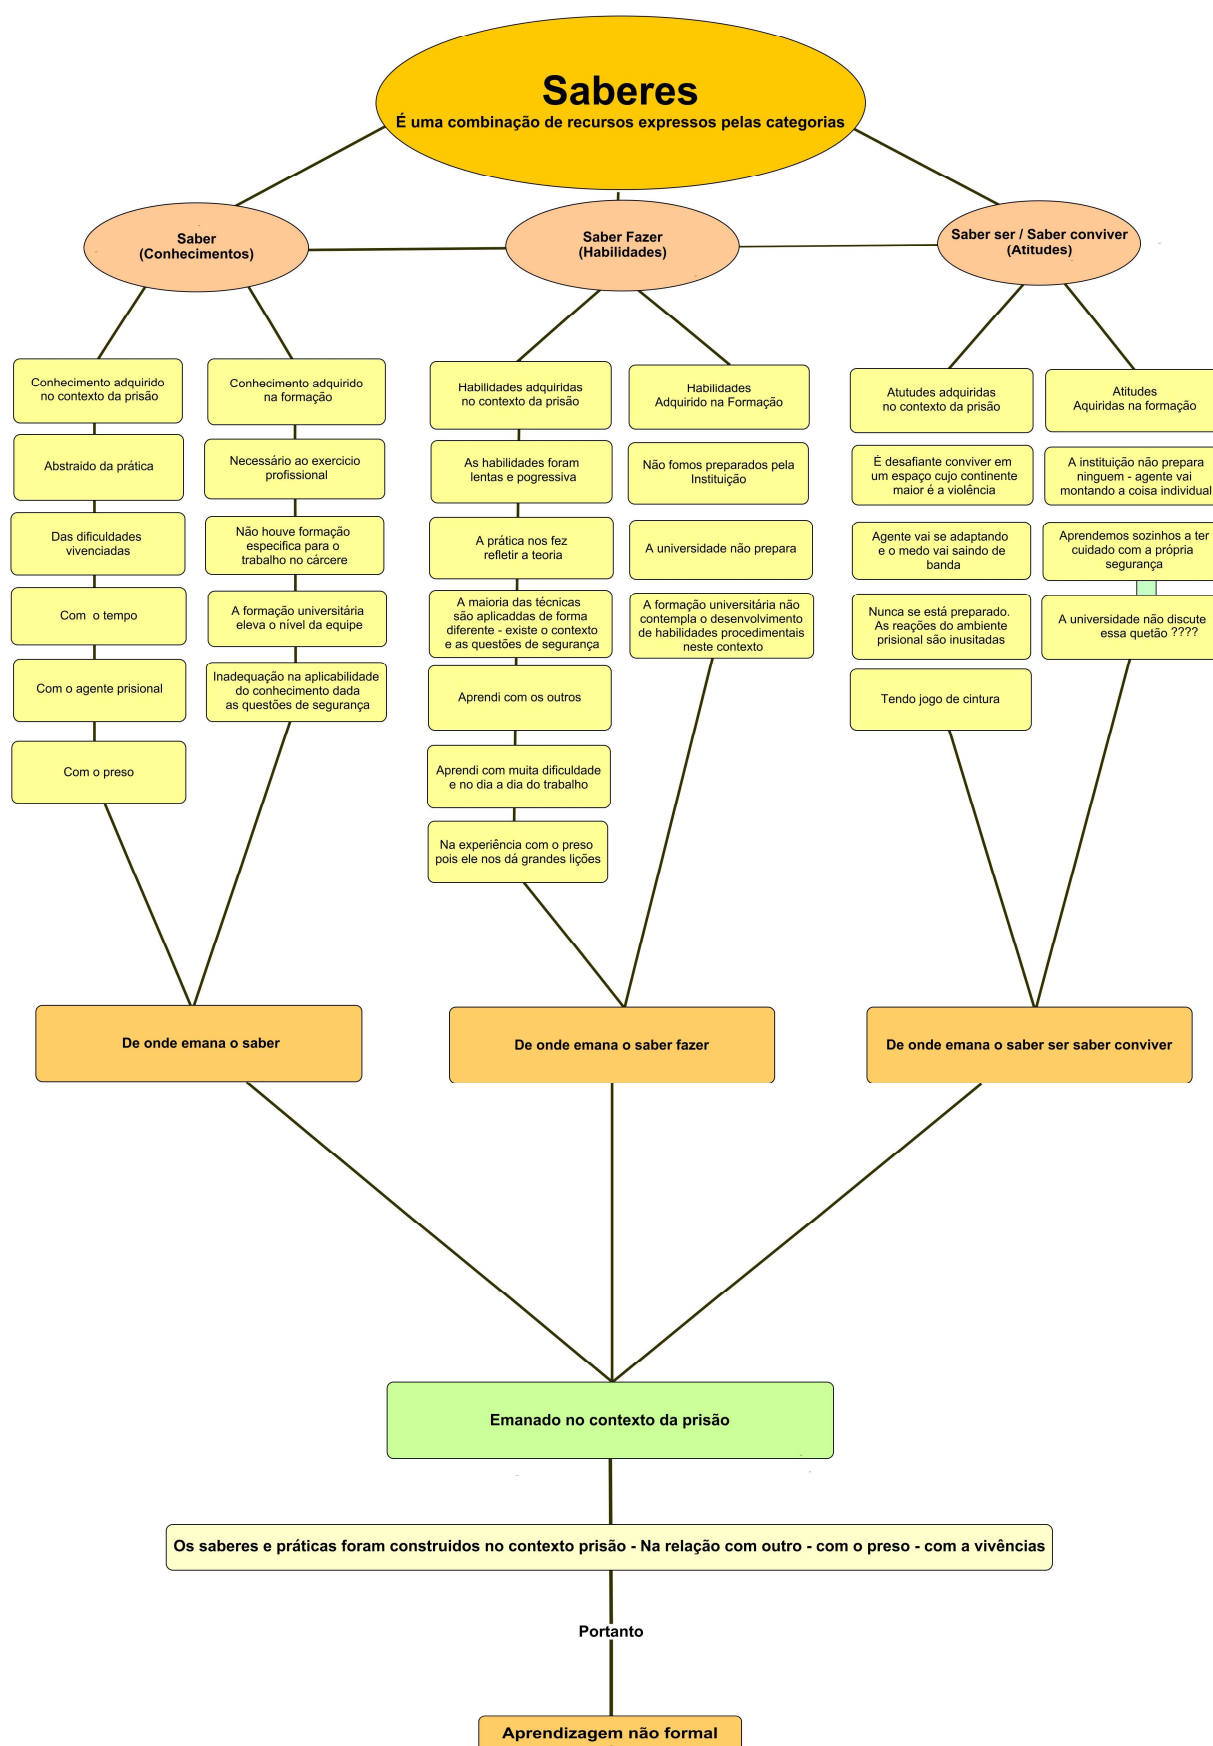 Saberes
É uma combinação de recursos expressos pelas categorias
Saber
(Conhecimentos)
Saber Fazer
(Habilidades)
Saber ser / Saber conviver
(Atitudes)
Conhecimento adquirido
no contexto da prisão
Abstraido da prática
Das dificuldades
vivenciadas
Com o tempo
Com o agente prisional
Com o preso
Conhecimento adquirido
na formação
Necessário ao exercicio
profissional
Não houve formação
especifica para o
trabalho no cárcere
A formação universitária
eleva o nível da equipe
Inadequação na aplicabilidade
do conhecimento dada
as questões de segurança
Habilidades adquiridas
no contexto da prisão
As habilidades foram
lentas e pogressiva
A prática nos fez
refletir a teoria
A maioria das técnicas
são aplicaddas de forma
diferente - existe o contexto
e as questões de segurança
Aprendi com os outros
Aprendi com muita dificuldade
e no dia a dia do trabalho
Na experiência com o preso
pois ele nos dá grandes lições
Habilidades
Adquirido na Formação
Não fomos preparados pela
Instituição
A universidade não prepara
A formação universitária não
contempla o desenvolvimento
de habilidades procedimentais
neste contexto
Atutudes adquiridas
no contexto da prisão
É desafiante conviver em
um espaço cujo continente
maior é a violência
Agente vai se adaptando
e o medo vai saindo de
banda
Nunca se está preparado.
As reações do ambiente
prisional são inusitadas
Tendo jogo de cintura
Atitudes
Aquiridas na formação
A instituição não prepara
ninguem - agente vai
montando a coisa individual
Aprendemos sozinhos a ter
cuidado com a própria
segurança
A universidade não discute
essa quetão ????
De onde emana o saber
De onde emana o saber fazer
De onde emana o saber ser saber conviver
Emanado no contexto da prisão
Os saberes e práticas foram construidos no contexto prisão - Na relação com outro - com o preso - com a vivências
Portanto
Aprendizagem não formal